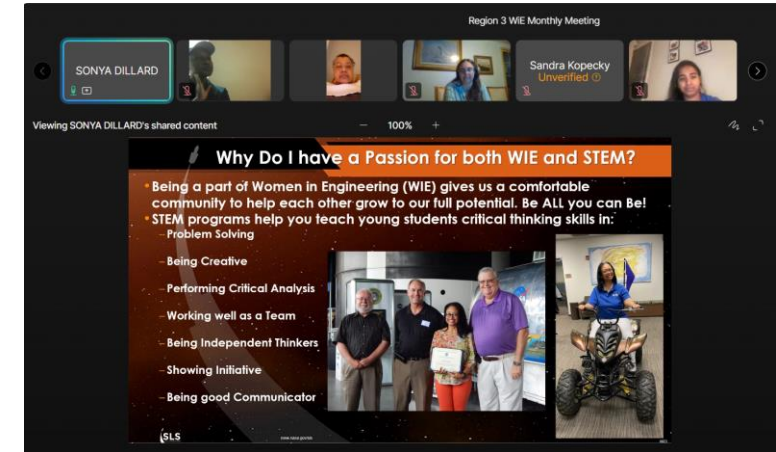 Region 3 WiE Monthly Meeting
SONYA DILLARD
Sandra Kopecky
Unverified
Viewing SONYA DILLARD's shared content
− 100% +
Why Do I have a Passion for both WIE and STEM?
• Being a part of Women in Engineering (WIE) gives us a comfortable
community to help each other grow to our full potential. Be ALL you can Be!
• STEM programs help you teach young students critical thinking skills in:
– Problem Solving
– Being Creative
– Performing Critical Analysis
– Working well as a Team
– Being Independent Thinkers
– Showing Initiative
– Being good Communicator
SLS